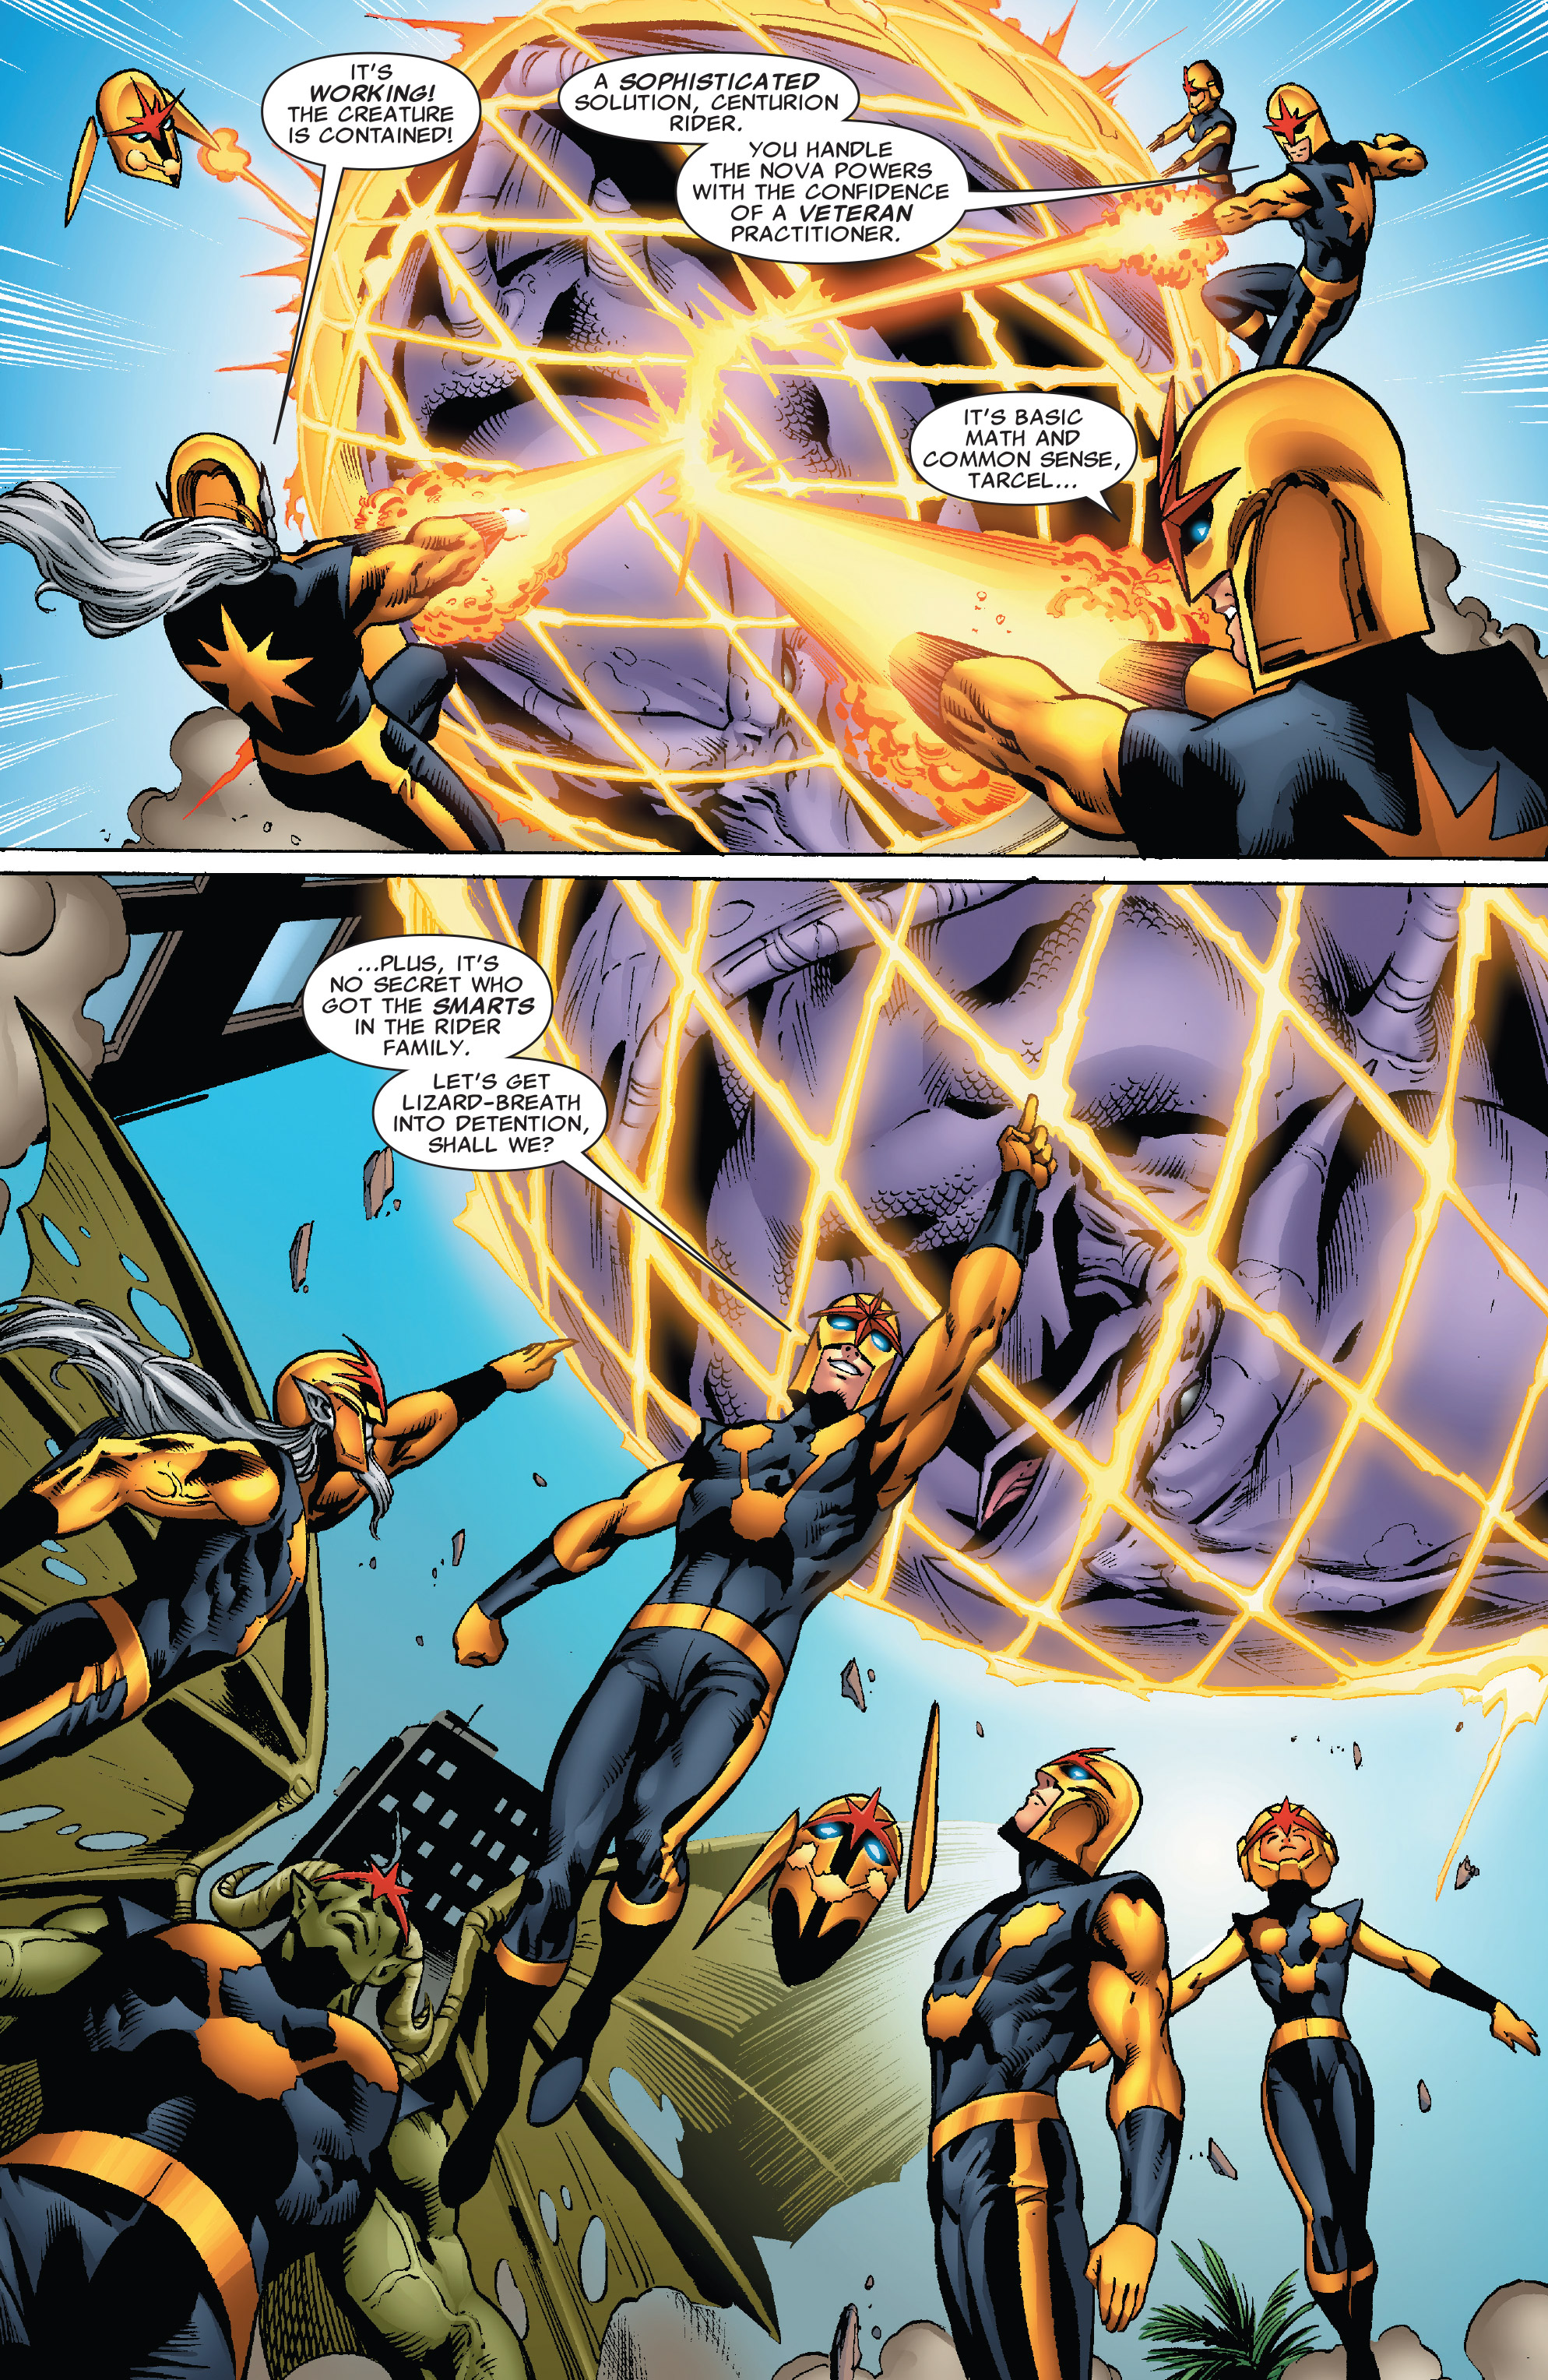 IT'S
WORKING!
THE CREATURE
IS CONTAINED!
A SOPHISTICATED
SOLUTION, CENTURION
RIDER.
YOU HANDLE
THE NOVA POWERS
WITH THE CONFIDENCE
OF A VETERAN
PRACTITIONER.
IT'S BASIC
MATH AND
COMMON SENSE,
TARCEL...
...PLUS, IT'S
NO SECRET WHO
GOT THE SMARTS
IN THE RIDER
FAMILY.
LET'S GET
LIZARD-BREATH
INTO DETENTION,
SHALL WE?